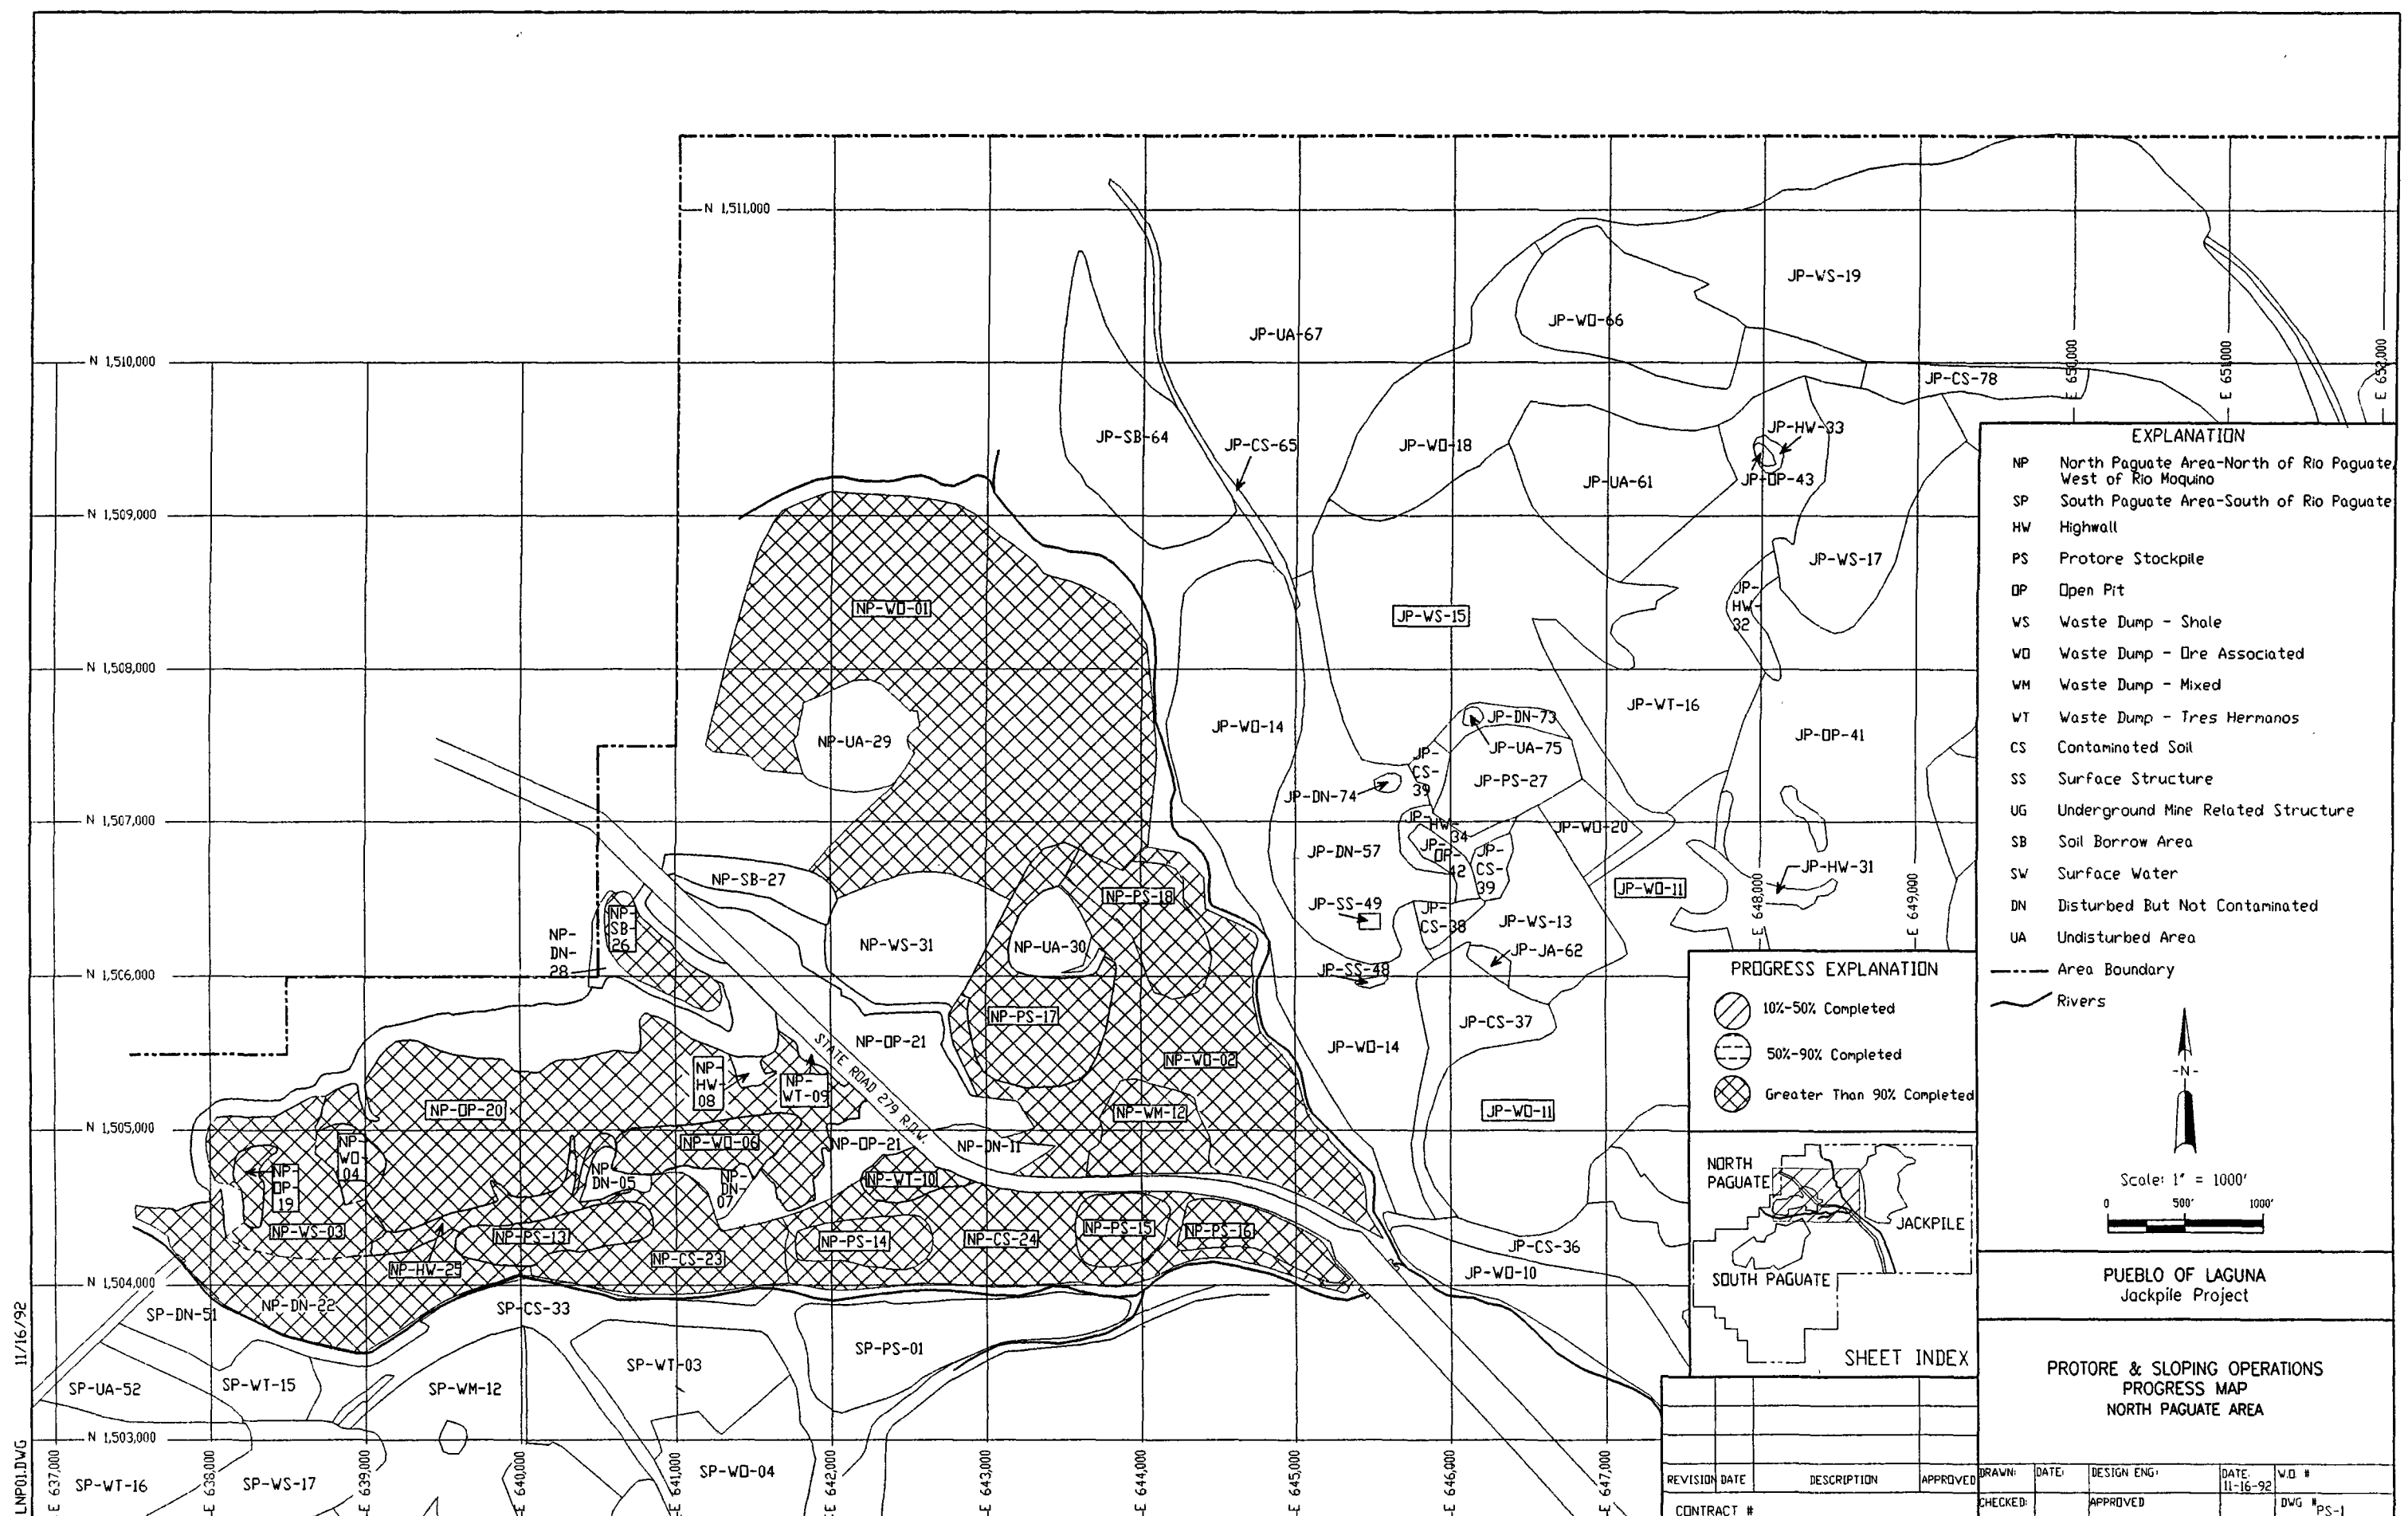 N 1,511,000
JP-WS-19
JP-WO-66
JP-UA-67
N 1,510,000
E 650,000
E 651,000
E 652,000
JP-CS-78
JP-SB-64
JP-CS-65
JP-WO-18
JP-HW-33
JP-OP-43
JP-UA-61
N 1,509,000
JP-WS-17
NP-WO-01
JP-WS-15
JP-
HW-
32
N 1,508,000
NP-UA-29
JP-WO-14
JP-DN-73
JP-UA-75
JP-WT-16
JP-OP-41
JP-
CS-
39
JP-PS-27
JP-DN-74
N 1,507,000
JP-
HW-
34
JP-WO-20
JP-DN-57
JP-
OP-
42
JP-
CS-
39
JP-HW-31
NP-SB-27
NP-PS-18
JP-WO-11
JP-SS-49
JP-
CS-38
JP-WS-13
E 648,000
E 649,000
NP-
SB-
26
NP-
DN-
28
NP-WS-31
NP-UA-30
JP-JA-62
JP-SS-48
N 1,506,000
NP-PS-17
JP-CS-37
NP-OP-21
STATE ROAD 279 R.O.W.
NP-WO-02
JP-WO-14
NP-
HW-
08
NP-
WT-09
NP-OP-20
NP-WM-12
JP-WO-11
N 1,505,000
NP-
WO-
04
NP-WO-06
NP-OP-21
NP-DN-11
NP-
OP-
19
NP-
DN-05
NP-
DN-
07
NP-WT-10
NP-WS-03
NP-PS-13
NP-PS-14
NP-CS-24
NP-PS-15
NP-PS-16
NP-HW-25
NP-CS-23
JP-CS-36
JP-WO-10
N 1,504,000
SP-DN-51
NP-DN-22
SP-CS-33
SP-PS-01
SP-WT-03
SP-UA-52
SP-WT-15
SP-WM-12
N 1,503,000
SP-WT-16
SP-WS-17
SP-WO-04
E 637,000
E 638,000
E 639,000
E 640,000
E 641,000
E 642,000
E 643,000
E 644,000
E 645,000
E 646,000
E 647,000
LNP01.DWG 11/16/92
EXPLANATION
NP North Paguate Area-North of Rio Paguate,
West of Rio Moquino
SP South Paguate Area-South of Rio Paguate
HW Highwall
PS Protore Stockpile
OP Open Pit
WS Waste Dump - Shale
WO Waste Dump - Ore Associated
WM Waste Dump - Mixed
WT Waste Dump - Tres Hermanos
CS Contaminated Soil
SS Surface Structure
UG Underground Mine Related Structure
SB Soil Borrow Area
SW Surface Water
DN Disturbed But Not Contaminated
UA Undisturbed Area
Area Boundary
Rivers
PROGRESS EXPLANATION
10%-50% Completed
50%-90% Completed
Greater Than 90% Completed
-N-
Scale: 1" = 1000'
0 500' 1000'
NORTH
PAGUATE
JACKPILE
SOUTH PAGUATE
SHEET INDEX
PUEBLO OF LAGUNA
Jackpile Project
PROTORE & SLOPING OPERATIONS
PROGRESS MAP
NORTH PAGUATE AREA
REVISION DATE DESCRIPTION APPROVED
CONTRACT #
DRAWN: DATE: DESIGN ENG: DATE: W.O. #
11-16-92
CHECKED: APPROVED DWG # PS-1